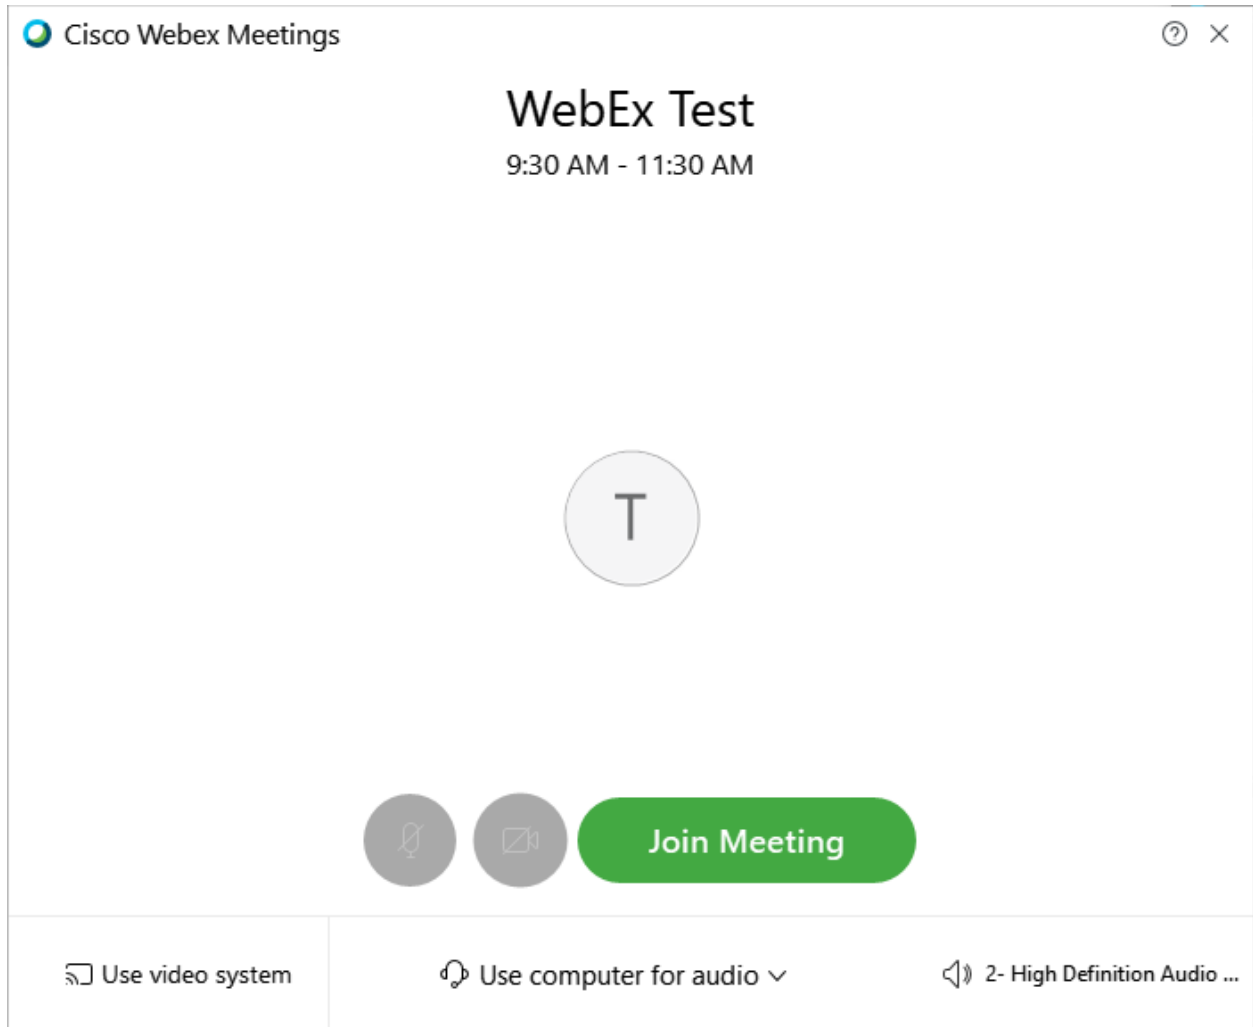 Cisco Webex Meetings
WebEx Test
9:30 AM - 11:30 AM
T
Join Meeting
Use video system
Use computer for audio
2- High Definition Audio ...